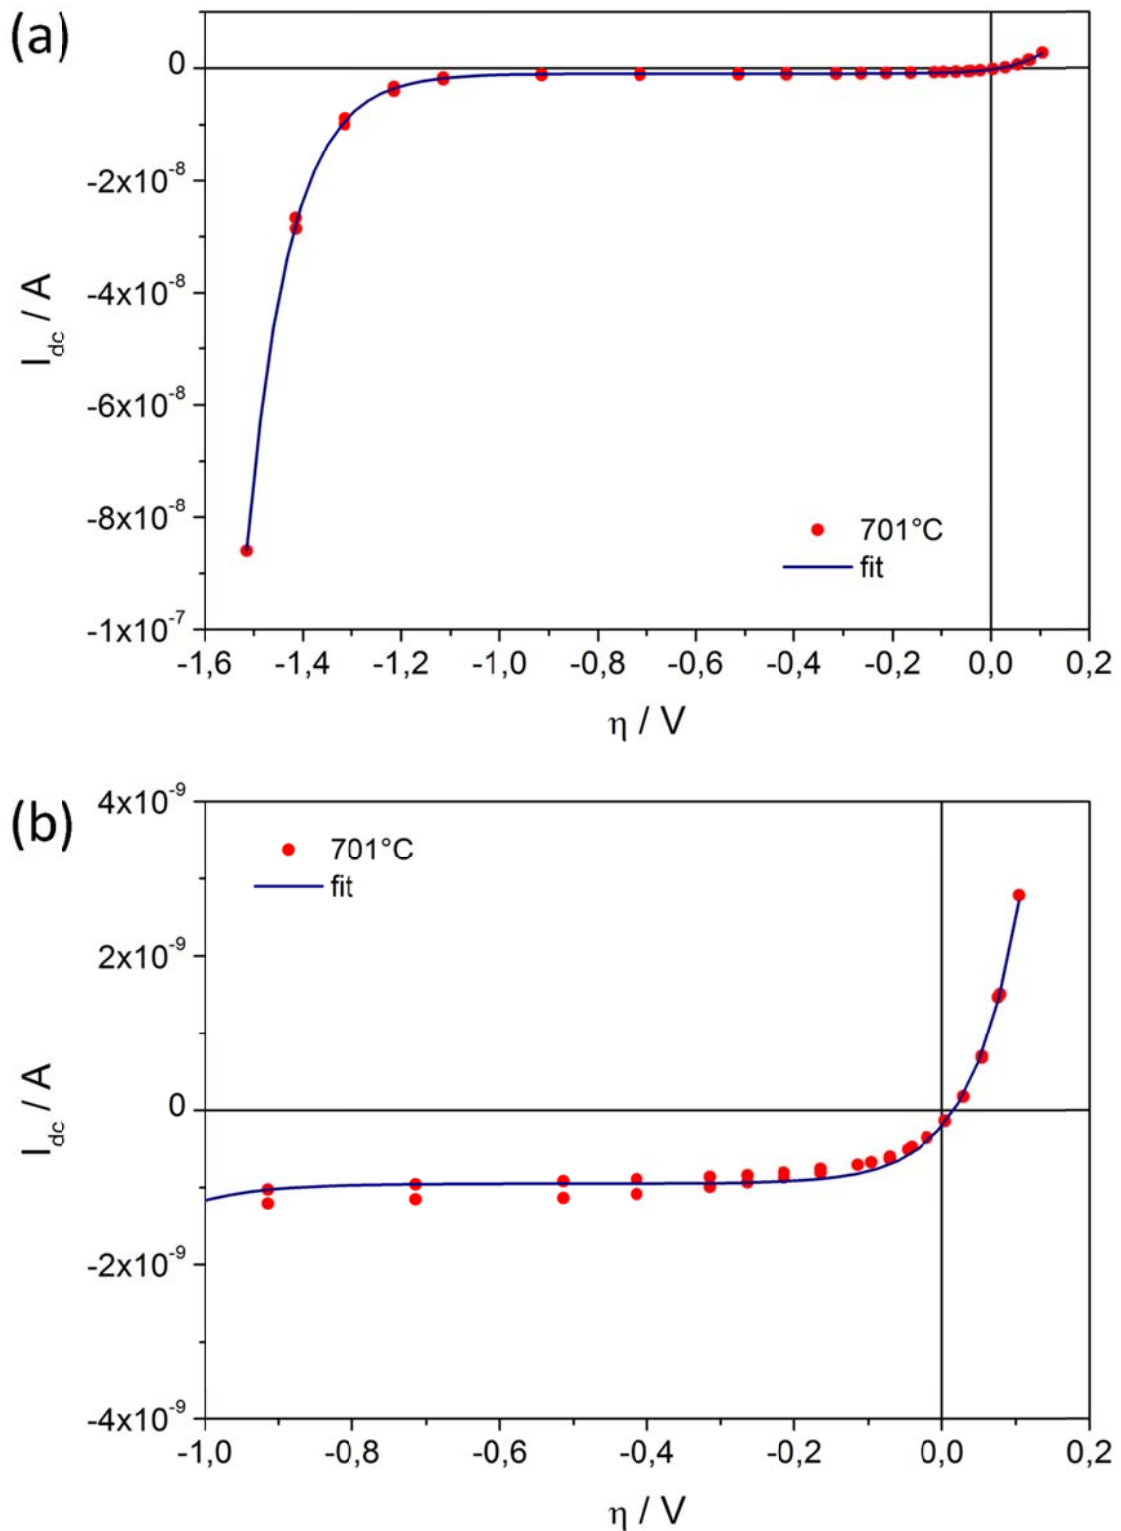 (a)
0
-2x10⁻⁸
-4x10⁻⁸
-6x10⁻⁸
-8x10⁻⁸
-1x10⁻⁷
I_dc / A
701°C
fit
-1,6 -1,4 -1,2 -1,0 -0,8 -0,6 -0,4 -0,2 0,0 0,2
η / V
(b)
4x10⁻⁹
2x10⁻⁹
0
-2x10⁻⁹
-4x10⁻⁹
I_dc / A
701°C
fit
-1,0 -0,8 -0,6 -0,4 -0,2 0,0 0,2
η / V